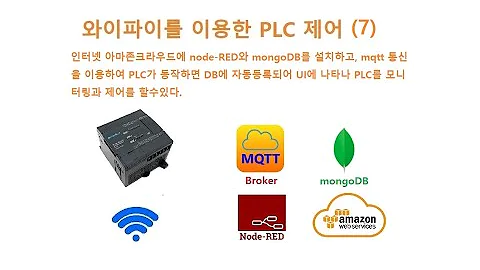 와이파이를 이용한 PLC 제어 (7)
인터넷 아마존크라우드에 node-RED와 mongoDB를 설치하고, mqtt 통신
을 이용하여 PLC가 동작하면 DB에 자동등록되어 UI에 나타나 PLC를 모니
터링과 제어를 할수있다.
MQTT
Broker
mongoDB
Node-RED
amazon
web services